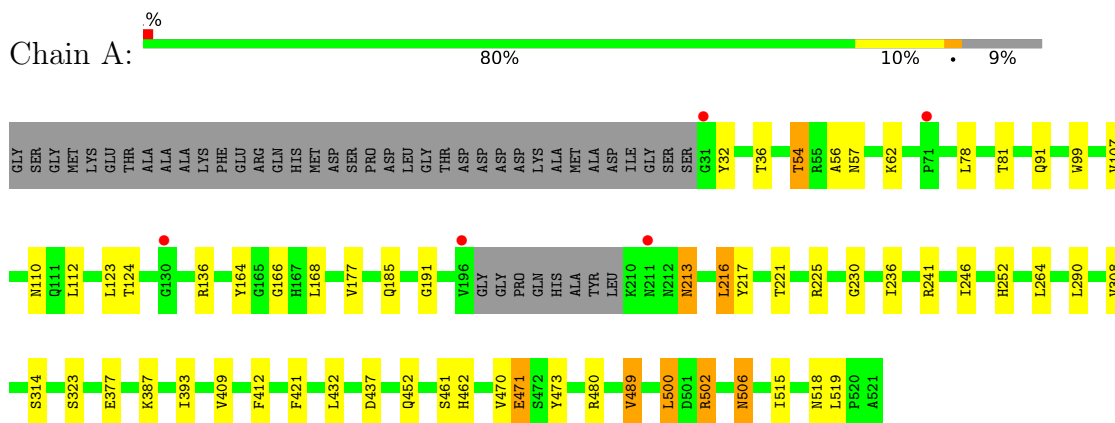 .%
Chain A:
80% 10% • 9%
GLY SER GLY MET LYS GLU THR ALA ALA ALA LYS PHE GLU ARG GLN HIS MET ASP SER PRO ASP LEU GLY THR ASP ASP ASP ASP LYS ALA MET ALA ASP ILE GLY SER SER G31 Y32 T36 T54 R55 A56 N57 K62 P71 L78 T81 Q91 W99
N110 Q111 L112 L123 T124 G130 R136 Y164 G165 G166 H167 L168 V177 Q185 G191 V196 GLY GLY PRO GLN HIS ALA TYR LEU K210 N211 N212 N213 L216 Y217 T221 R225 G230 I236 R241 I246 H252 L264 L290
S314 S323 E377 K387 I393 V409 F412 F421 L432 D437 Q452 S461 H462 V470 E471 S472 Y473 R480 V489 L500 D501 R502 N506 I515 N518 L519 P520 A521